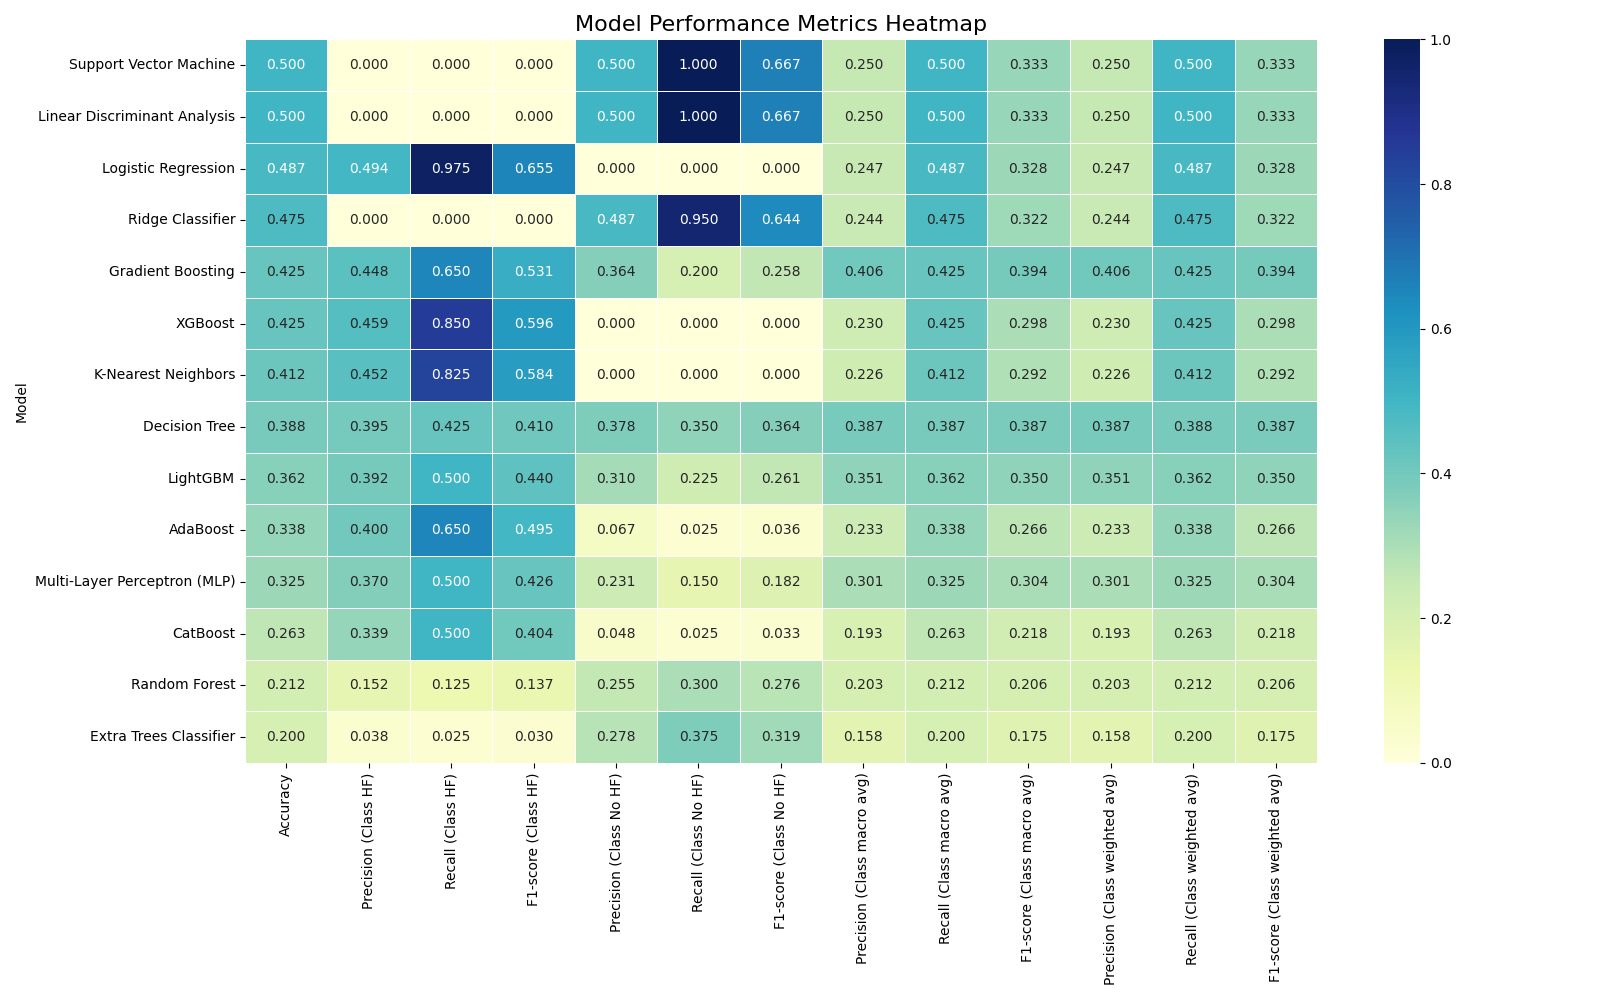 Model Performance Metrics Heatmap
Model
Support Vector Machine 0.500 0.000 0.000 0.000 0.500 1.000 0.667 0.250 0.500 0.333 0.250 0.500 0.333
Linear Discriminant Analysis 0.500 0.000 0.000 0.000 0.500 1.000 0.667 0.250 0.500 0.333 0.250 0.500 0.333
Logistic Regression 0.487 0.494 0.975 0.655 0.000 0.000 0.000 0.247 0.487 0.328 0.247 0.487 0.328
Ridge Classifier 0.475 0.000 0.000 0.000 0.487 0.950 0.644 0.244 0.475 0.322 0.244 0.475 0.322
Gradient Boosting 0.425 0.448 0.650 0.531 0.364 0.200 0.258 0.406 0.425 0.394 0.406 0.425 0.394
XGBoost 0.425 0.459 0.850 0.596 0.000 0.000 0.000 0.230 0.425 0.298 0.230 0.425 0.298
K-Nearest Neighbors 0.412 0.452 0.825 0.584 0.000 0.000 0.000 0.226 0.412 0.292 0.226 0.412 0.292
Decision Tree 0.388 0.395 0.425 0.410 0.378 0.350 0.364 0.387 0.387 0.387 0.387 0.388 0.387
LightGBM 0.362 0.392 0.500 0.440 0.310 0.225 0.261 0.351 0.362 0.350 0.351 0.362 0.350
AdaBoost 0.338 0.400 0.650 0.495 0.067 0.025 0.036 0.233 0.338 0.266 0.233 0.338 0.266
Multi-Layer Perceptron (MLP) 0.325 0.370 0.500 0.426 0.231 0.150 0.182 0.301 0.325 0.304 0.301 0.325 0.304
CatBoost 0.263 0.339 0.500 0.404 0.048 0.025 0.033 0.193 0.263 0.218 0.193 0.263 0.218
Random Forest 0.212 0.152 0.125 0.137 0.255 0.300 0.276 0.203 0.212 0.206 0.203 0.212 0.206
Extra Trees Classifier 0.200 0.038 0.025 0.030 0.278 0.375 0.319 0.158 0.200 0.175 0.158 0.200 0.175
Accuracy
Precision (Class HF)
Recall (Class HF)
F1-score (Class HF)
Precision (Class No HF)
Recall (Class No HF)
F1-score (Class No HF)
Precision (Class macro avg)
Recall (Class macro avg)
F1-score (Class macro avg)
Precision (Class weighted avg)
Recall (Class weighted avg)
F1-score (Class weighted avg)
1.0
0.8
0.6
0.4
0.2
0.0